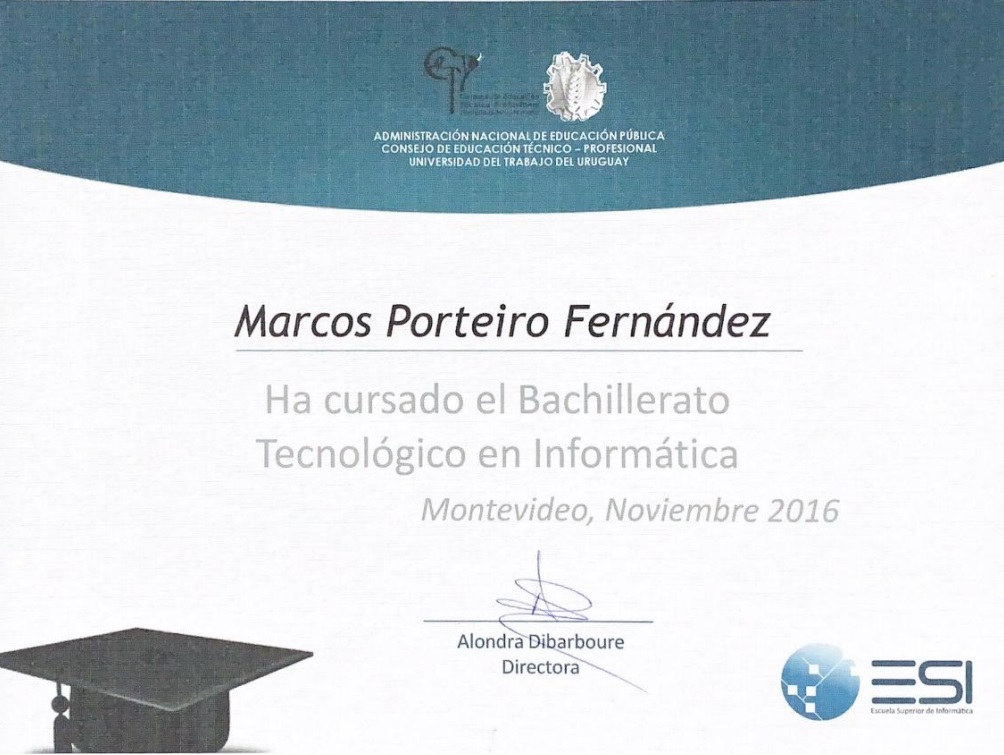 ADMINISTRACIÓN NACIONAL DE EDUCACIÓN PÚBLICA
CONSEJO DE EDUCACIÓN TÉCNICO – PROFESIONAL
UNIVERSIDAD DEL TRABAJO DEL URUGUAY
Marcos Porteiro Fernández
Ha cursado el Bachillerato
Tecnológico en Informática
Montevideo, Noviembre 2016
Alondra Dibarboure
Directora
ESI
Escuela Superior de Informática